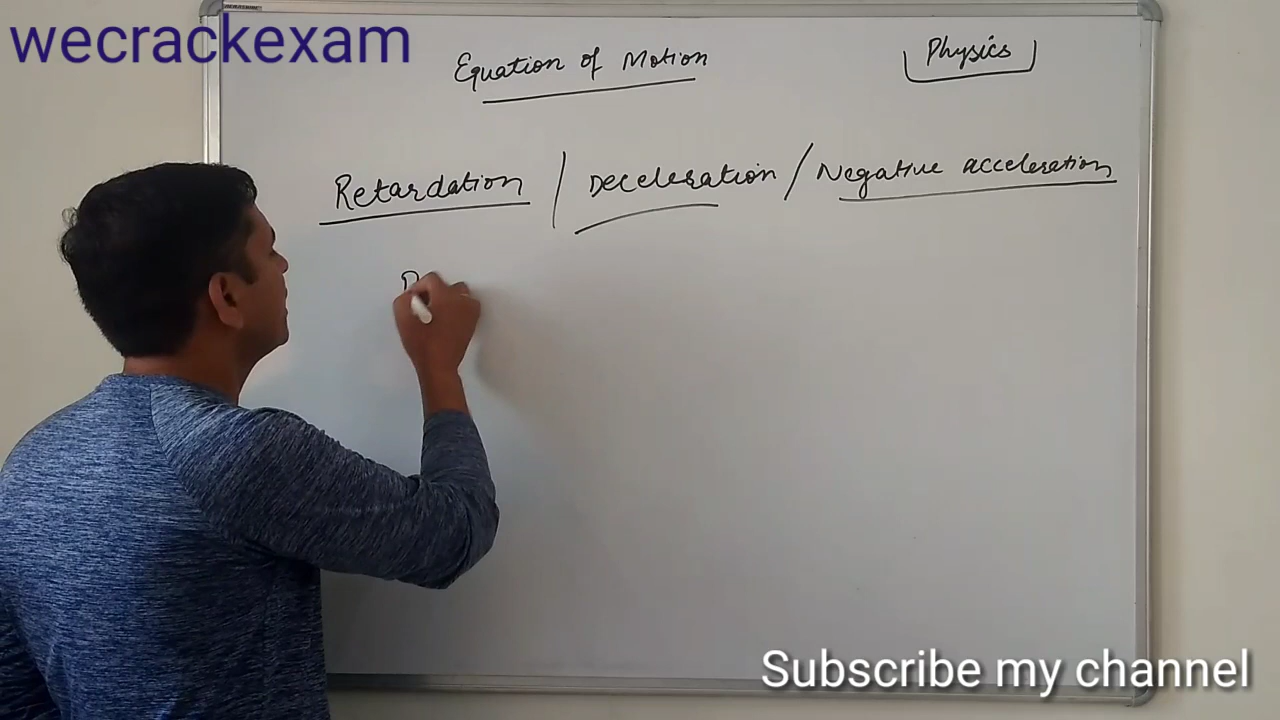 wecrackexam
Equation of Motion
Physics
Retardation / Deceleration / Negative acceleration
Subscribe my channel